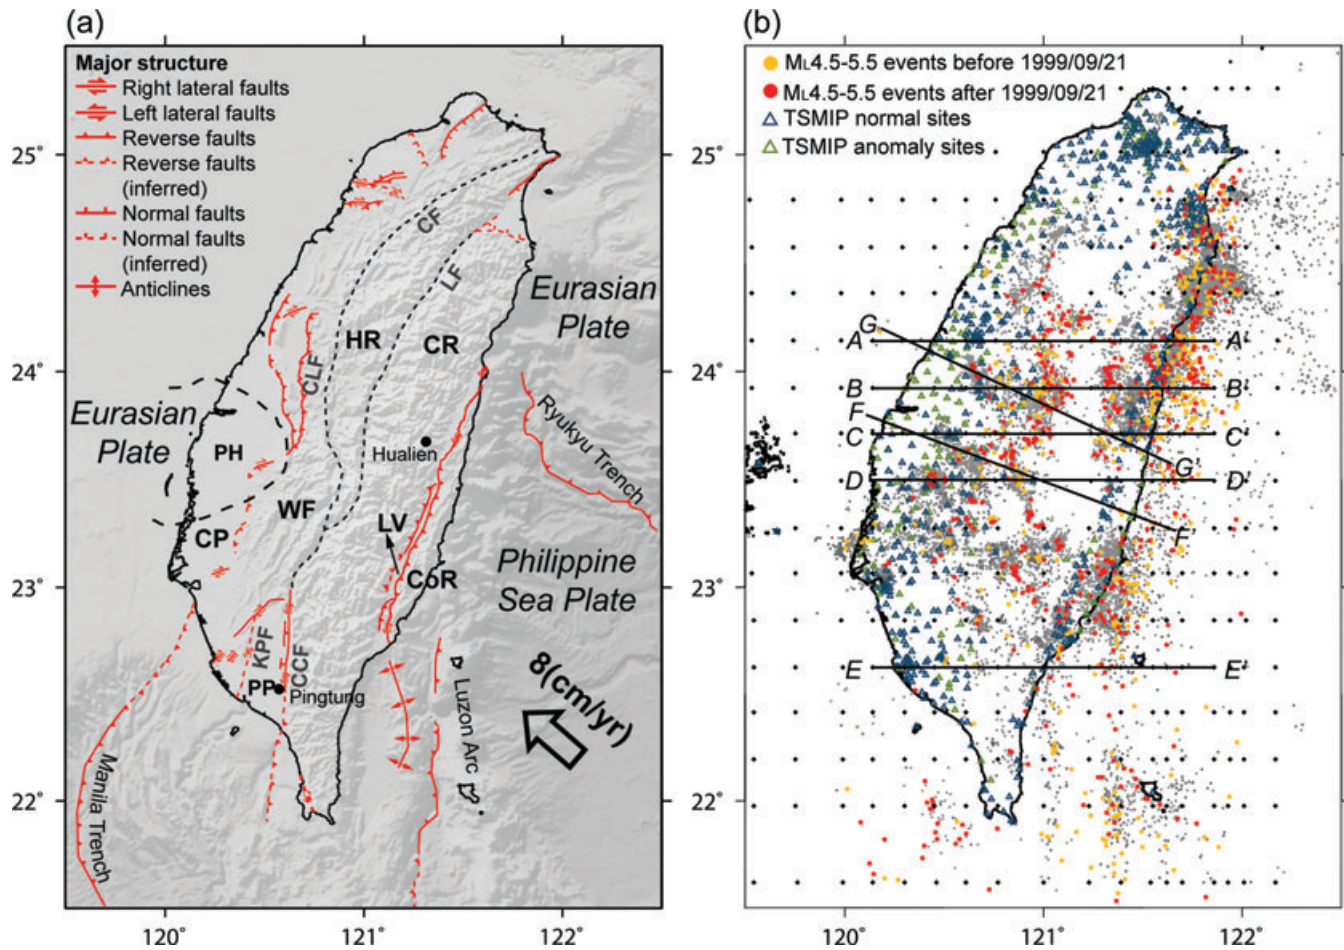 (a)
Major structure
Right lateral faults
Left lateral faults
Reverse faults
Reverse faults
(inferred)
Normal faults
Normal faults
(inferred)
Anticlines
25°
24°
23°
22°
120°
121°
122°
CF
LF
HR
CR
CLF
Eurasian
Plate
Eurasian
Plate
PH
WF
CP
Hualien
LV
CoR
Ryukyu Trench
Philippine
Sea Plate
KPF
CCF
PP
Pingtung
Luzon Arc
8(cm/yr)
Manila Trench
(b)
ML4.5-5.5 events before 1999/09/21
ML4.5-5.5 events after 1999/09/21
TSMIP normal sites
TSMIP anomaly sites
25°
24°
23°
22°
120°
121°
122°
G
A
A'
B
B'
F
C
C'
G
D
D'
F'
E
E'